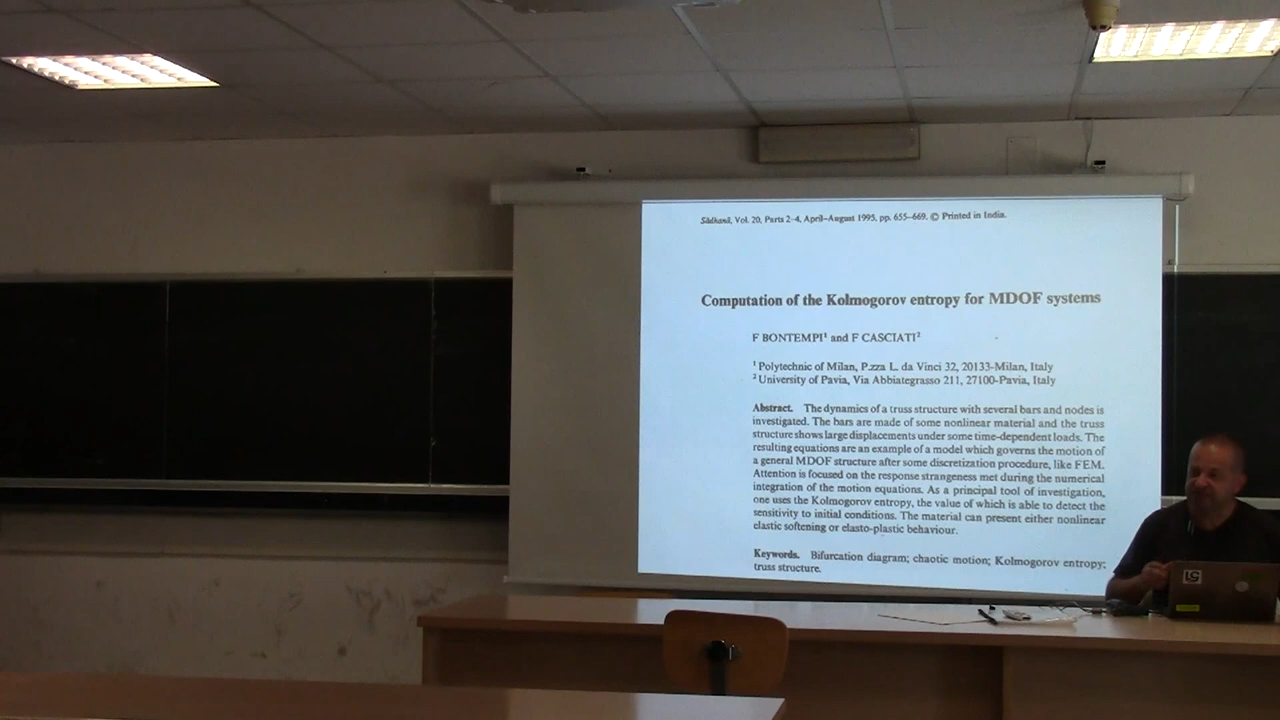 Sādhanā, Vol. 20, Parts 2–4, April–August 1995, pp. 655–669. © Printed in India.
Computation of the Kolmogorov entropy for MDOF systems
F BONTEMPI¹ and F CASCIATI²
¹ Polytechnic of Milan, P.zza L. da Vinci 32, 20133-Milan, Italy
² University of Pavia, Via Abbiategrasso 211, 27100-Pavia, Italy
Abstract. The dynamics of a truss structure with several bars and nodes is
investigated. The bars are made of some nonlinear material and the truss
structure shows large displacements under some time-dependent loads. The
resulting equations are an example of a model which governs the motion of
a general MDOF structure after some discretization procedure, like FEM.
Attention is focused on the response strangeness met during the numerical
integration of the motion equations. As a principal tool of investigation,
one uses the Kolmogorov entropy, the value of which is able to detect the
sensitivity to initial conditions. The material can present either nonlinear
elastic softening or elasto-plastic behaviour.
Keywords. Bifurcation diagram; chaotic motion; Kolmogorov entropy;
truss structure.